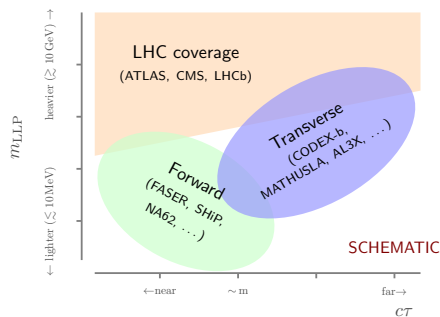 LHC coverage
(ATLAS, CMS, LHCb)
Transverse
(CODEX-b,
MATHUSLA, AL3X, ...)
Forward
(FASER, SHiP,
NA62, ...)
SCHEMATIC
m_LLP
heavier (≳ 10 GeV) →
← lighter (≲ 10 MeV)
←near
∼ m
far→
cτ